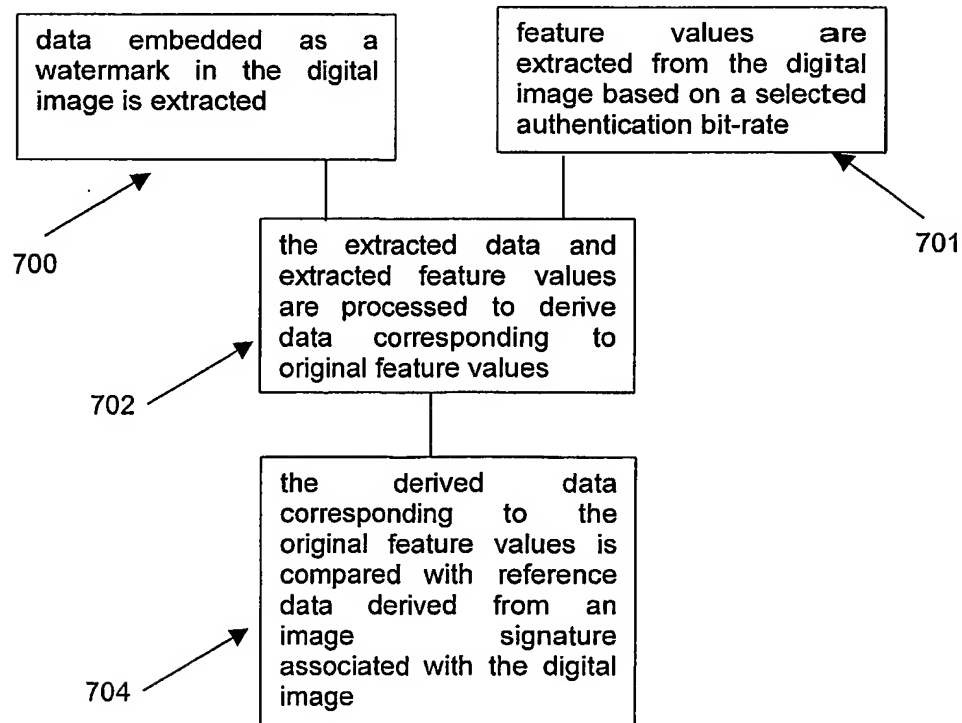 data embedded as a
watermark in the digital
image is extracted
feature values are
extracted from the digital
image based on a selected
authentication bit-rate
700
701
the extracted data and
extracted feature values
are processed to derive
data corresponding to
original feature values
702
the derived data
corresponding to the
original feature values is
compared with reference
data derived from an
image signature
associated with the digital
image
704